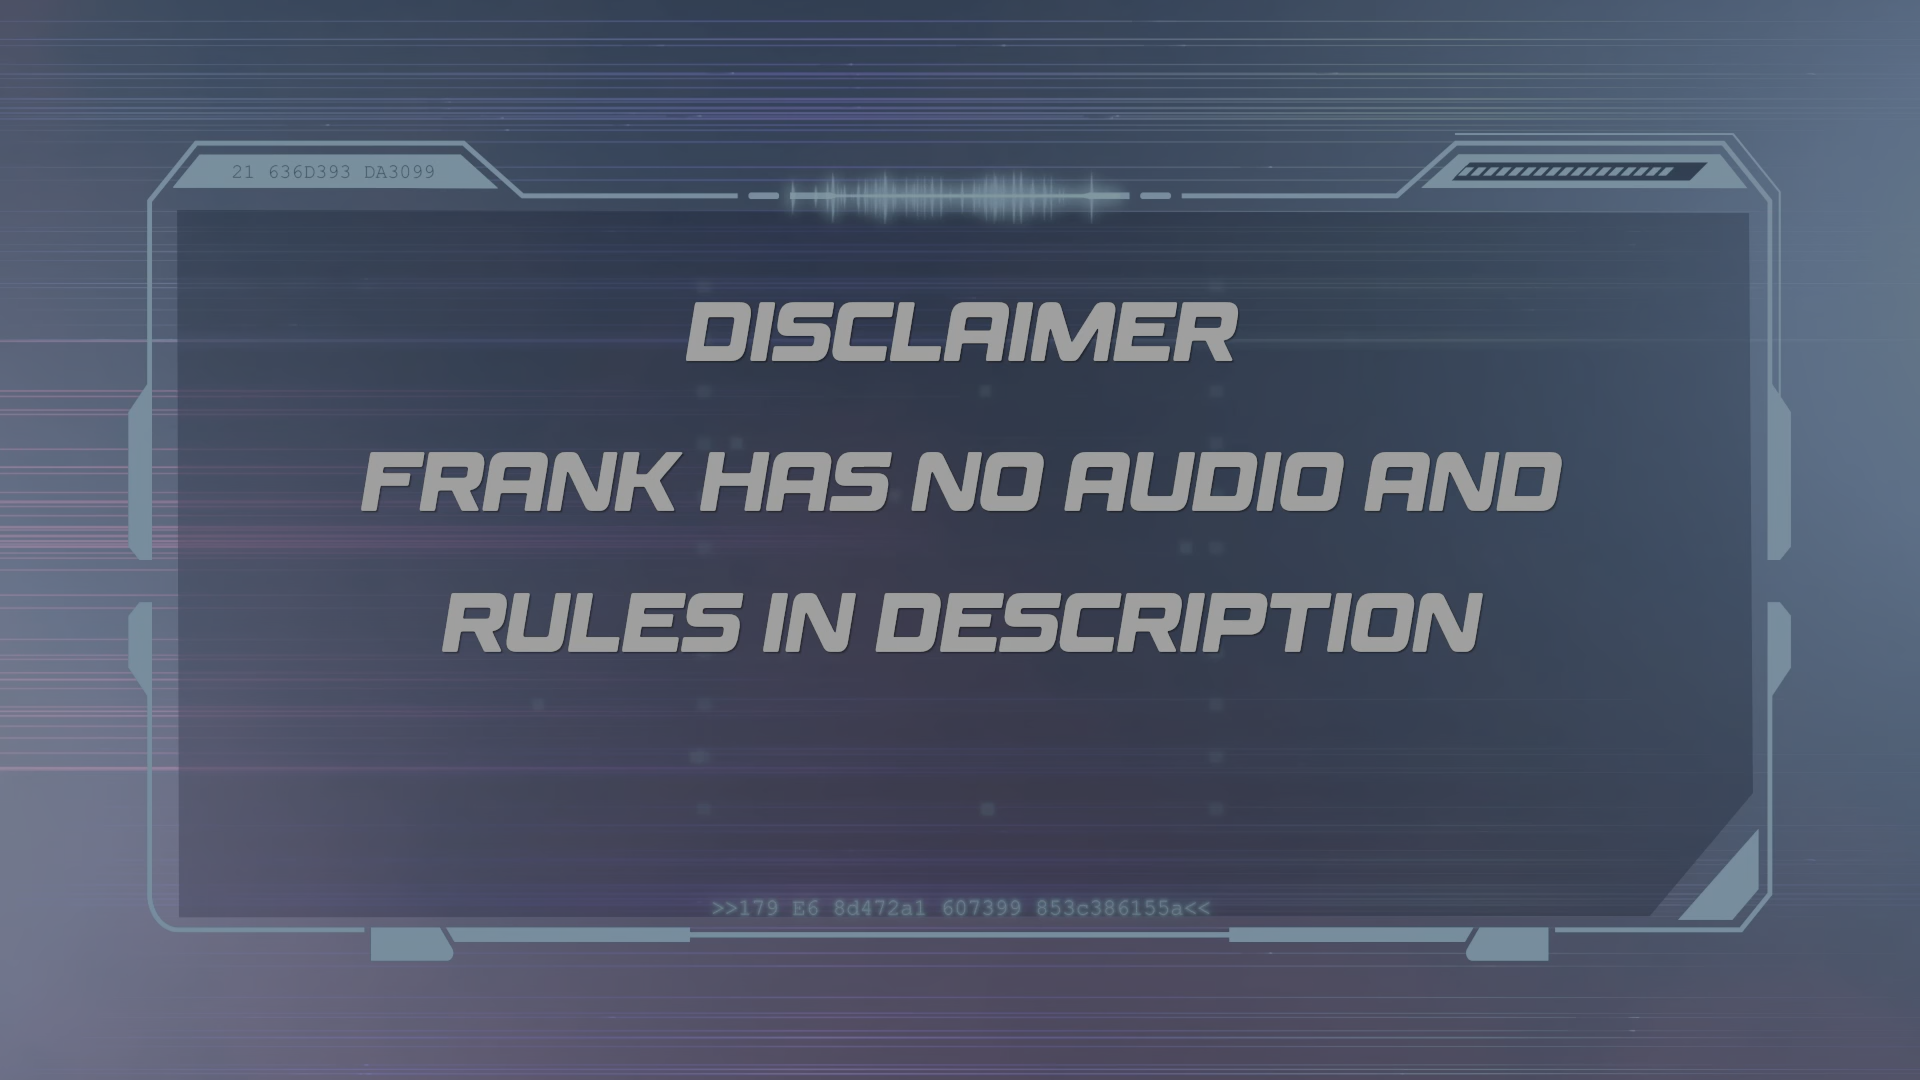 21 636D393 DA3099
DISCLAIMER
FRANK HAS NO AUDIO AND
RULES IN DESCRIPTION
>>179 E6 8d472a1 607399 853c386155a<<